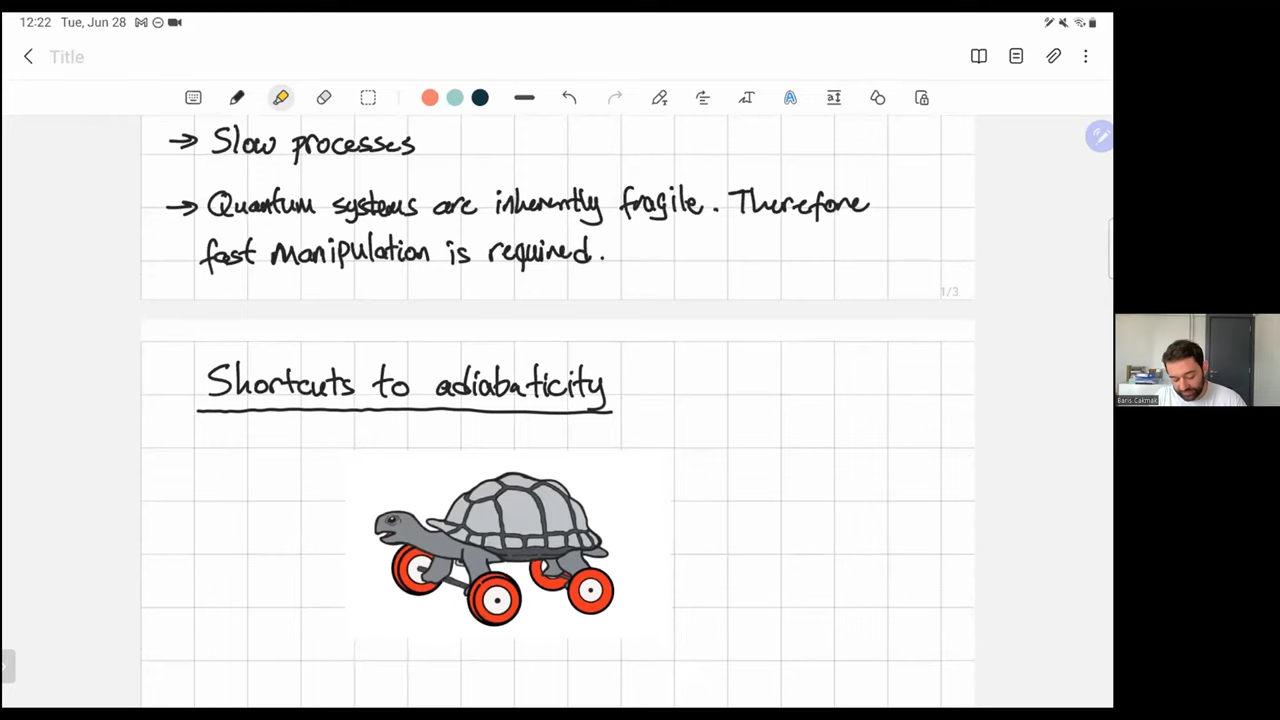 12:22 Tue, Jun 28
Title
→ Slow processes
→ Quantum systems are inherently fragile. Therefore
fast manipulation is required.
1/3
Shortcuts to adiabaticity
Baris Cakmak